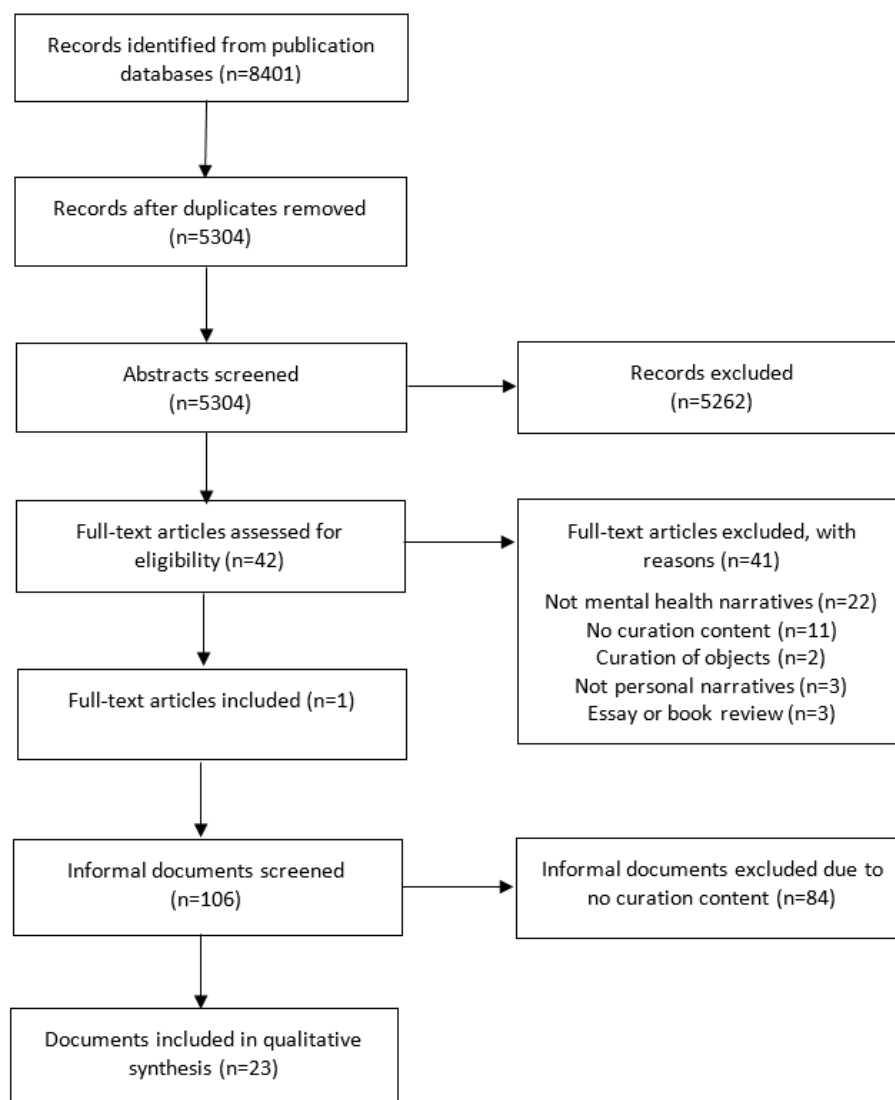 Records identified from publication
databases (n=8401)
Records after duplicates removed
(n=5304)
Abstracts screened
(n=5304)
Records excluded
(n=5262)
Full-text articles assessed for
eligibility (n=42)
Full-text articles excluded, with
reasons (n=41)
Not mental health narratives (n=22)
No curation content (n=11)
Curation of objects (n=2)
Not personal narratives (n=3)
Essay or book review (n=3)
Full-text articles included (n=1)
Informal documents screened
(n=106)
Informal documents excluded due to
no curation content (n=84)
Documents included in qualitative
synthesis (n=23)